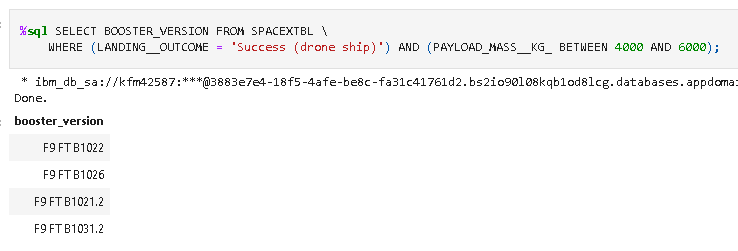 %sql SELECT BOOSTER_VERSION FROM SPACEXTBL \
WHERE (LANDING__OUTCOME = 'Success (drone ship)') AND (PAYLOAD_MASS__KG_ BETWEEN 4000 AND 6000);
* ibm_db_sa://kfm42587:***@3883e7e4-18f5-4afe-be8c-fa31c41761d2.bs2io90l08kqb1od8lcg.databases.appdomai
Done.
booster_version
F9 FT B1022
F9 FT B1026
F9 FT B1021.2
F9 FT B1031.2